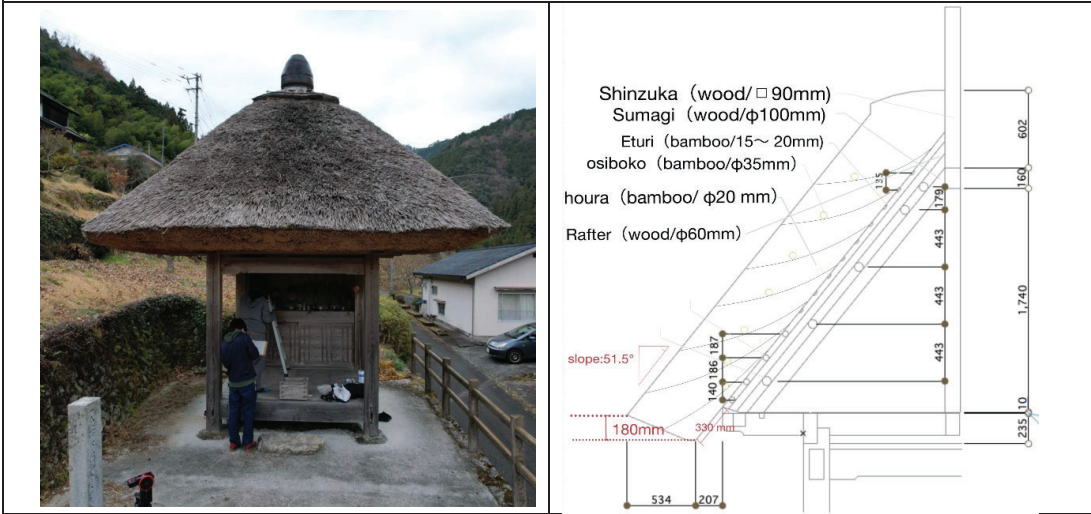 Shinzuka（wood/□ 90mm）
Sumagi（wood/φ100mm）
Eturi（bamboo/15～ 20mm）
osiboko（bamboo/φ35mm）
houra（bamboo/ φ20 mm）
Rafter（wood/φ60mm）
602
160
135
179
443
443
443
1,740
187
186
140
slope:51.5°
180mm
330 mm
10
235
534
207